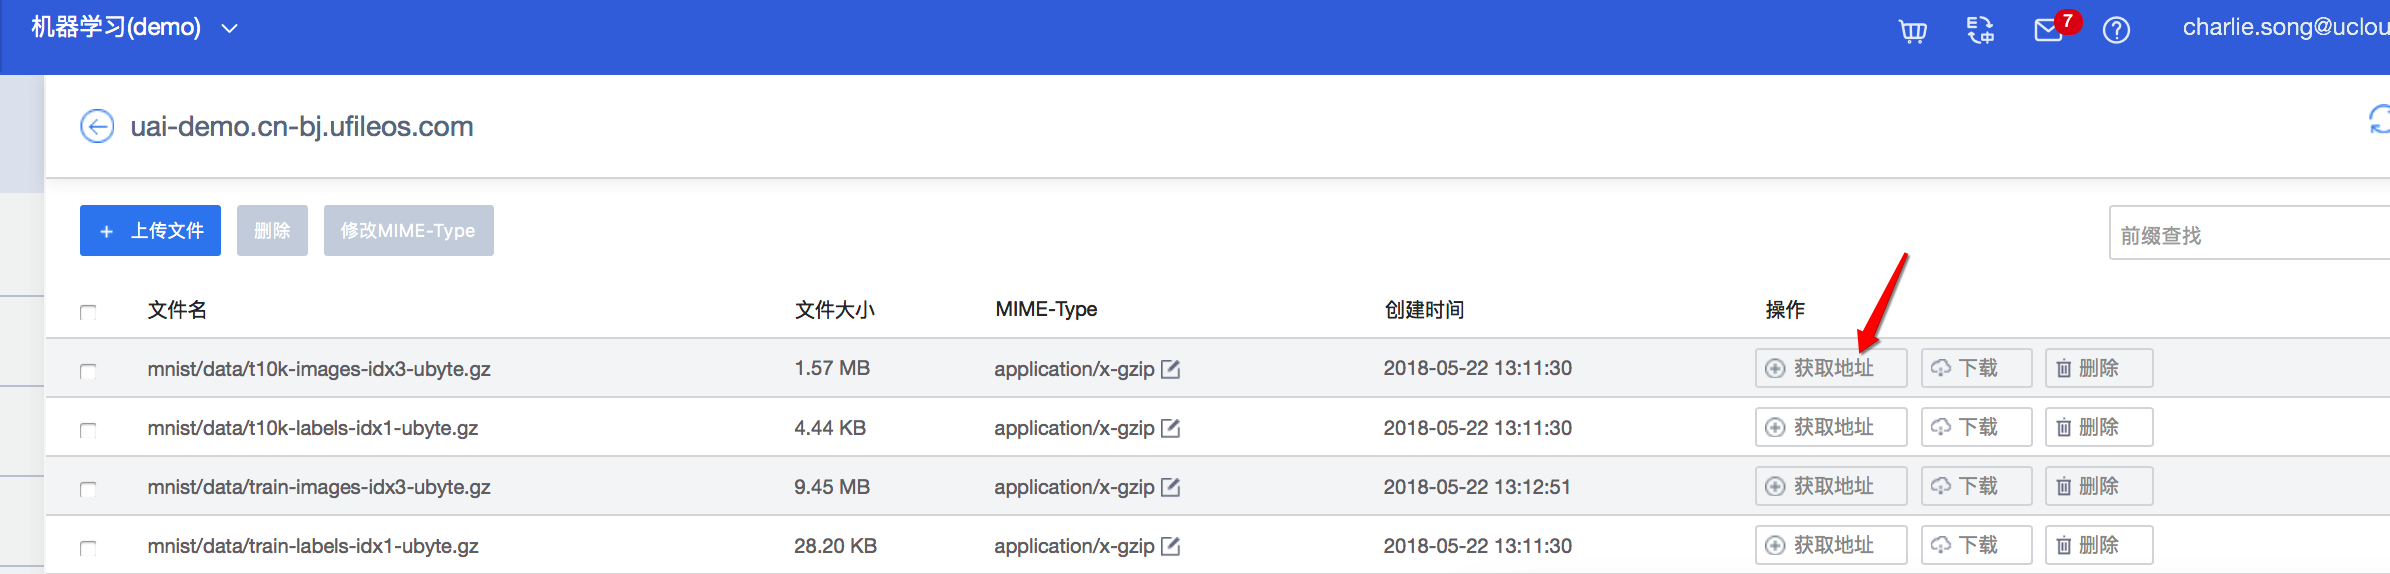 机器学习(demo)
7
charlie.song@uclou
uai-demo.cn-bj.ufileos.com
+ 上传文件 删除 修改MIME-Type 前缀查找
文件名 文件大小 MIME-Type 创建时间 操作
mnist/data/t10k-images-idx3-ubyte.gz 1.57 MB application/x-gzip 2018-05-22 13:11:30 获取地址 下载 删除
mnist/data/t10k-labels-idx1-ubyte.gz 4.44 KB application/x-gzip 2018-05-22 13:11:30 获取地址 下载 删除
mnist/data/train-images-idx3-ubyte.gz 9.45 MB application/x-gzip 2018-05-22 13:12:51 获取地址 下载 删除
mnist/data/train-labels-idx1-ubyte.gz 28.20 KB application/x-gzip 2018-05-22 13:11:30 获取地址 下载 删除